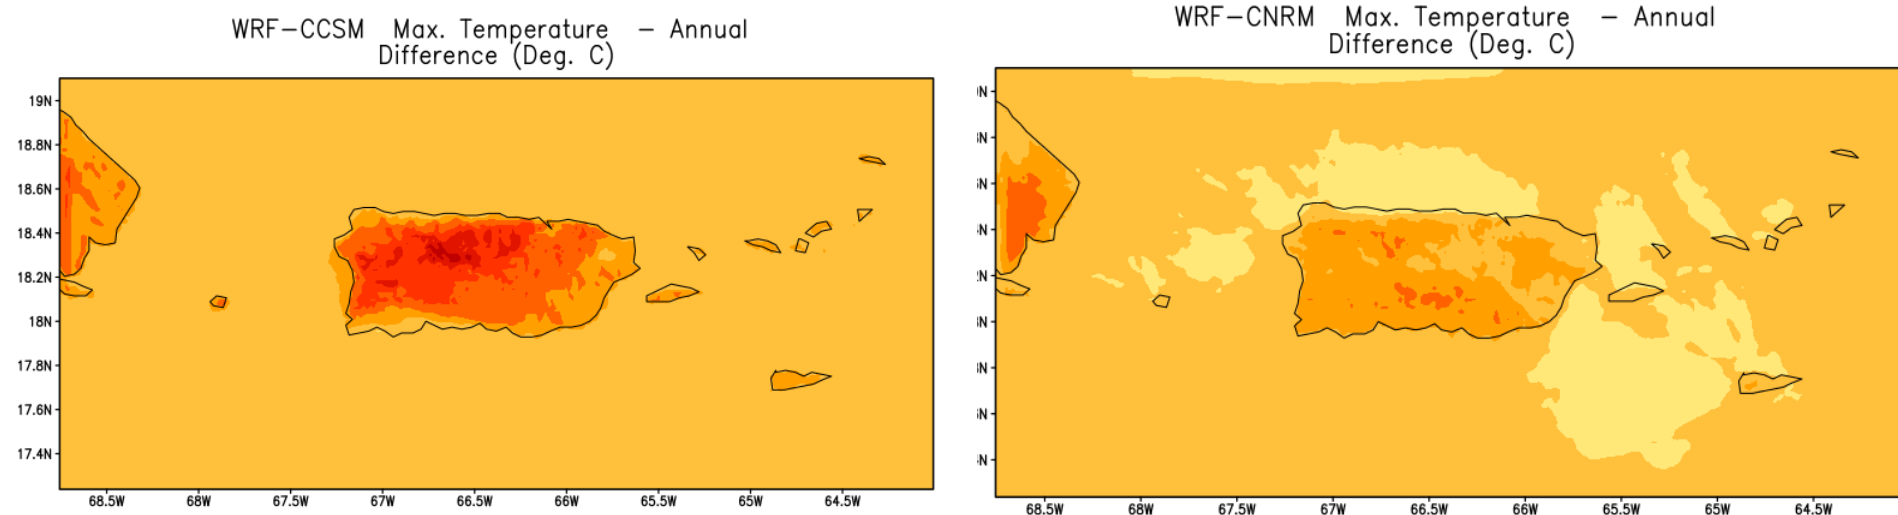 WRF-CCSM Max. Temperature - Annual
Difference (Deg. C)
19N
18.8N
18.6N
18.4N
18.2N
18N
17.8N
17.6N
17.4N
68.5W 68W 67.5W 67W 66.5W 66W 65.5W 65W 64.5W
WRF-CNRM Max. Temperature - Annual
Difference (Deg. C)
68.5W 68W 67.5W 67W 66.5W 66W 65.5W 65W 64.5W